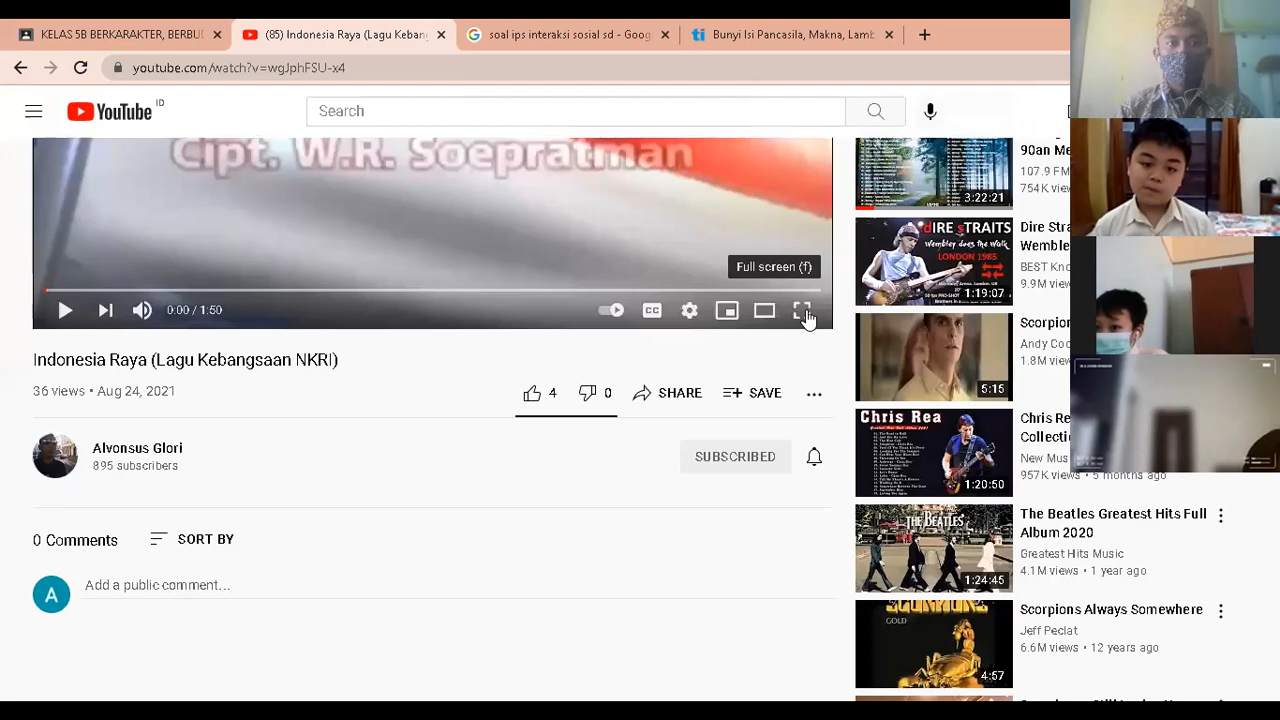 KELAS 5B BERKARAKTER, BERBU
(85) Indonesia Raya (Lagu Kebang
soal ips interaksi sosial sd - Goog
Bunyi Isi Pancasila, Makna, Lamb
youtube.com/watch?v=wgJphFSU-x4
YouTube ID
Search
W.R. Soepratman
Full screen (f)
0:00 / 1:50
CC
Indonesia Raya (Lagu Kebangsaan NKRI)
36 views • Aug 24, 2021
4
0
SHARE
SAVE
Alvonsus Glori
895 subscribers
SUBSCRIBED
0 Comments
SORT BY
A
Add a public comment...
3:22:21
90an Me
107.9 FM
754K view
DIRE STRAITS
Wembley does the Walk
LONDON 1985
1:19:07
Dire Stra
Wemble
BEST Kno
9.9M view
5:15
Scorpion
Andy Coo
1.8M view
Chris Rea
1:20:50
Chris Re
Collecti
New Mus
957K views • 5 months ago
THE BEATLES
1:24:45
The Beatles Greatest Hits Full
Album 2020
Greatest Hits Music
4.1M views • 1 year ago
SCORPIONS
GOLD
4:57
Scorpions Always Somewhere
Jeff Peclat
6.6M views • 12 years ago